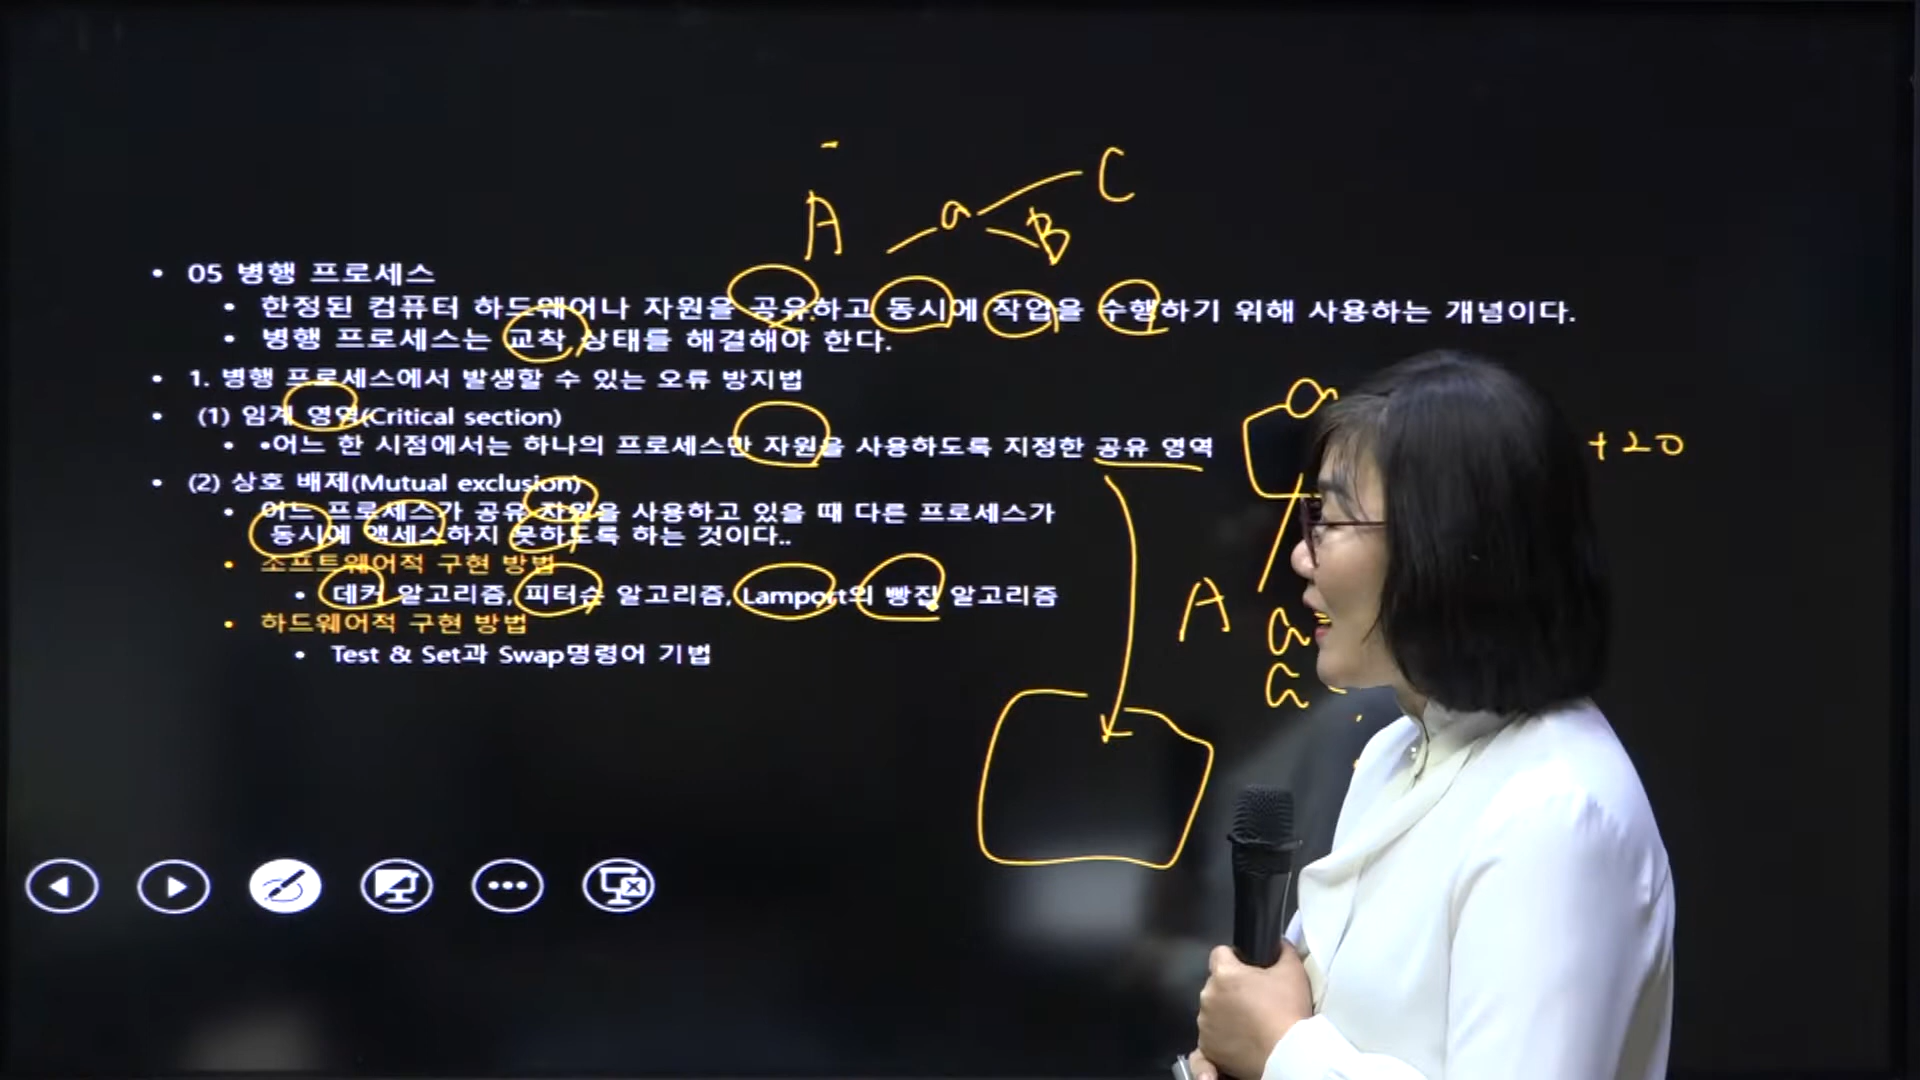 A a C
B
• 05 병행 프로세스
• 한정된 컴퓨터 하드웨어나 자원을 공유하고 동시에 작업을 수행하기 위해 사용하는 개념이다.
• 병행 프로세스는 교착 상태를 해결해야 한다.
• 1. 병행 프로세스에서 발생할 수 있는 오류 방지법
• (1) 임계 영역(Critical section)
• •어느 한 시점에서는 하나의 프로세스만 자원을 사용하도록 지정한 공유 영역
a
+20
• (2) 상호 배제(Mutual exclusion)
• 어느 프로세스가 공유 자원을 사용하고 있을 때 다른 프로세스가
동시에 액세스하지 못하도록 하는 것이다..
• 소프트웨어적 구현 방법
• 데커 알고리즘, 피터슨 알고리즘, Lamport의 빵집 알고리즘
• 하드웨어적 구현 방법
• Test & Set과 Swap명령어 기법
A a
a